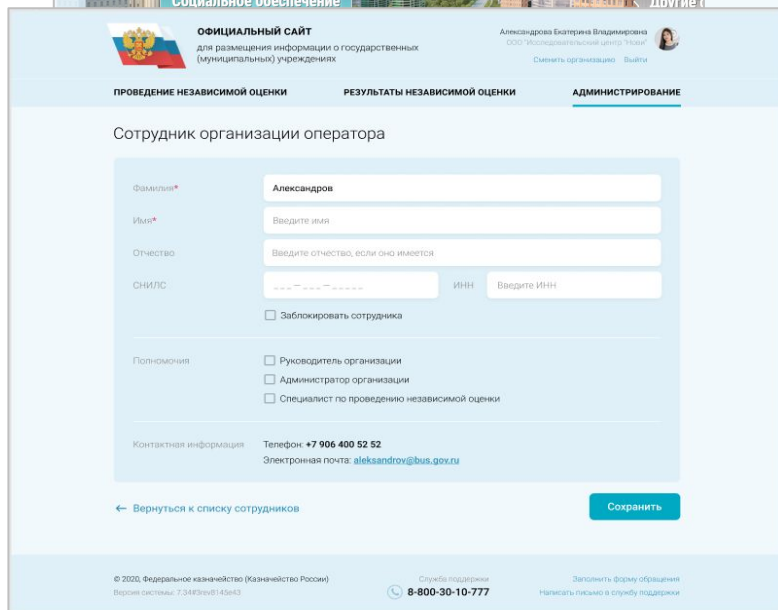 Социальное обеспечение
Другие
ОФИЦИАЛЬНЫЙ САЙТ
для размещения информации о государственных
(муниципальных) учреждениях
Александрова Екатерина Владимировна
ООО "Исследовательский центр "Нови"
Сменить организацию Выйти
ПРОВЕДЕНИЕ НЕЗАВИСИМОЙ ОЦЕНКИ РЕЗУЛЬТАТЫ НЕЗАВИСИМОЙ ОЦЕНКИ АДМИНИСТРИРОВАНИЕ
Сотрудник организации оператора
Фамилия* Александров
Имя* Введите имя
Отчество Введите отчество, если оно имеется
СНИЛС _ _ _ – _ _ _ – _ _ _ _ _ ИНН Введите ИНН
Заблокировать сотрудника
Полномочия Руководитель организации
Администратор организации
Специалист по проведению независимой оценки
Контактная информация Телефон: +7 906 400 52 52
Электронная почта: aleksandrov@bus.gov.ru
← Вернуться к списку сотрудников Сохранить
© 2020, Федеральное казначейство (Казначейство России)
Версия системы: 7.34#3rev8145e43
Служба поддержки
8-800-30-10-777
Заполнить форму обращения
Написать письмо в службу поддержки